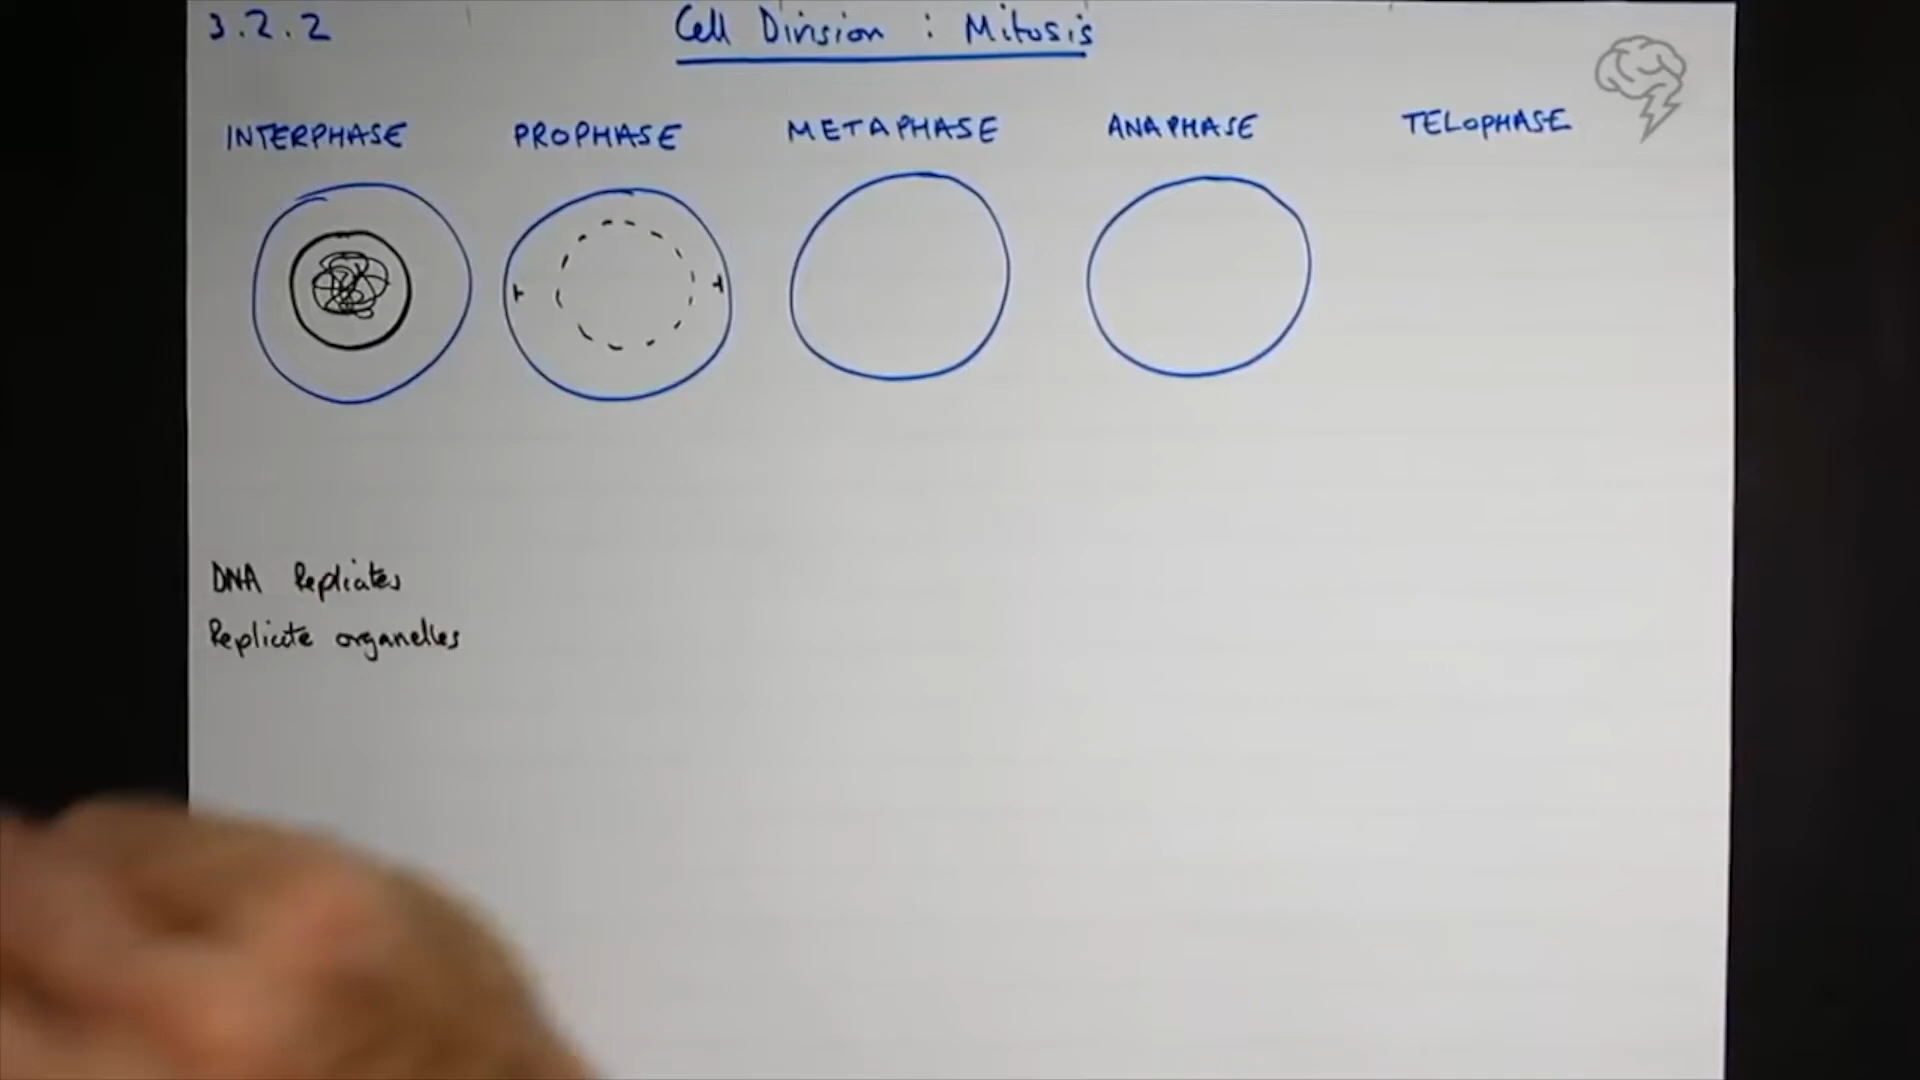 3.2.2
Cell Division : Mitosis
INTERPHASE PROPHASE METAPHASE ANAPHASE TELOPHASE
DNA Replicates
Replicate organelles